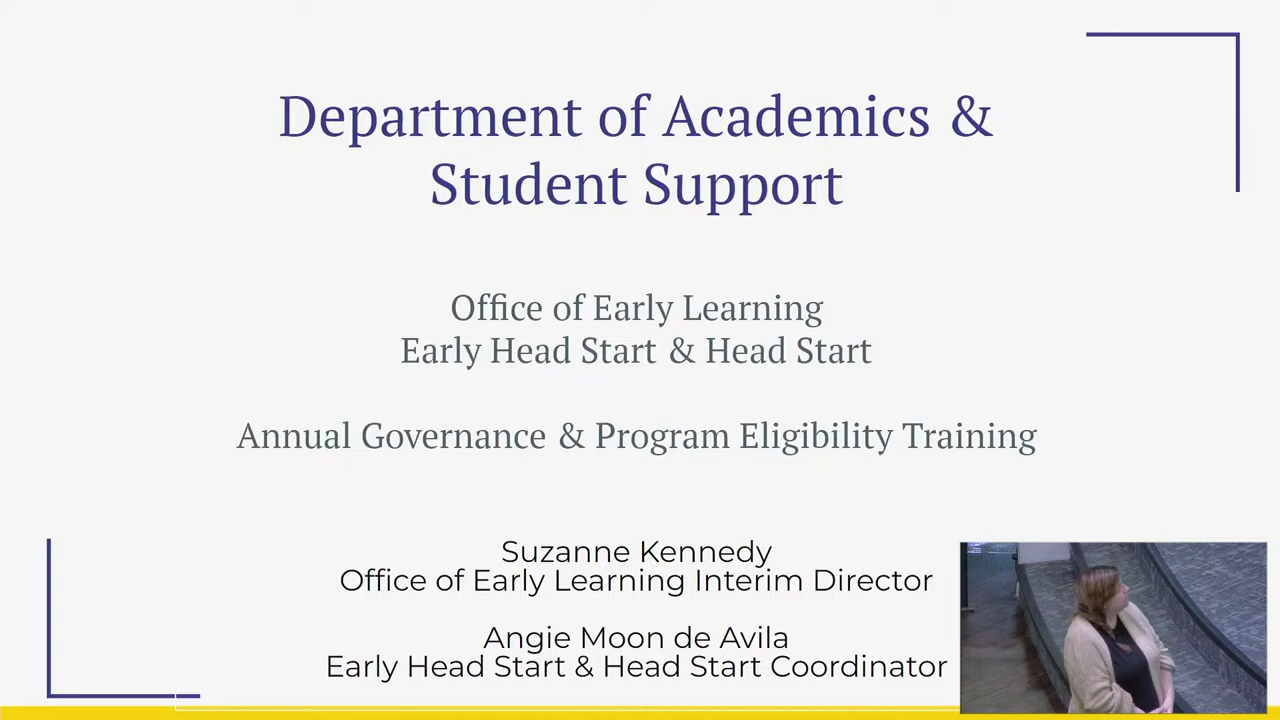 Department of Academics &
Student Support
Office of Early Learning
Early Head Start & Head Start
Annual Governance & Program Eligibility Training
Suzanne Kennedy
Office of Early Learning Interim Director
Angie Moon de Avila
Early Head Start & Head Start Coordinator